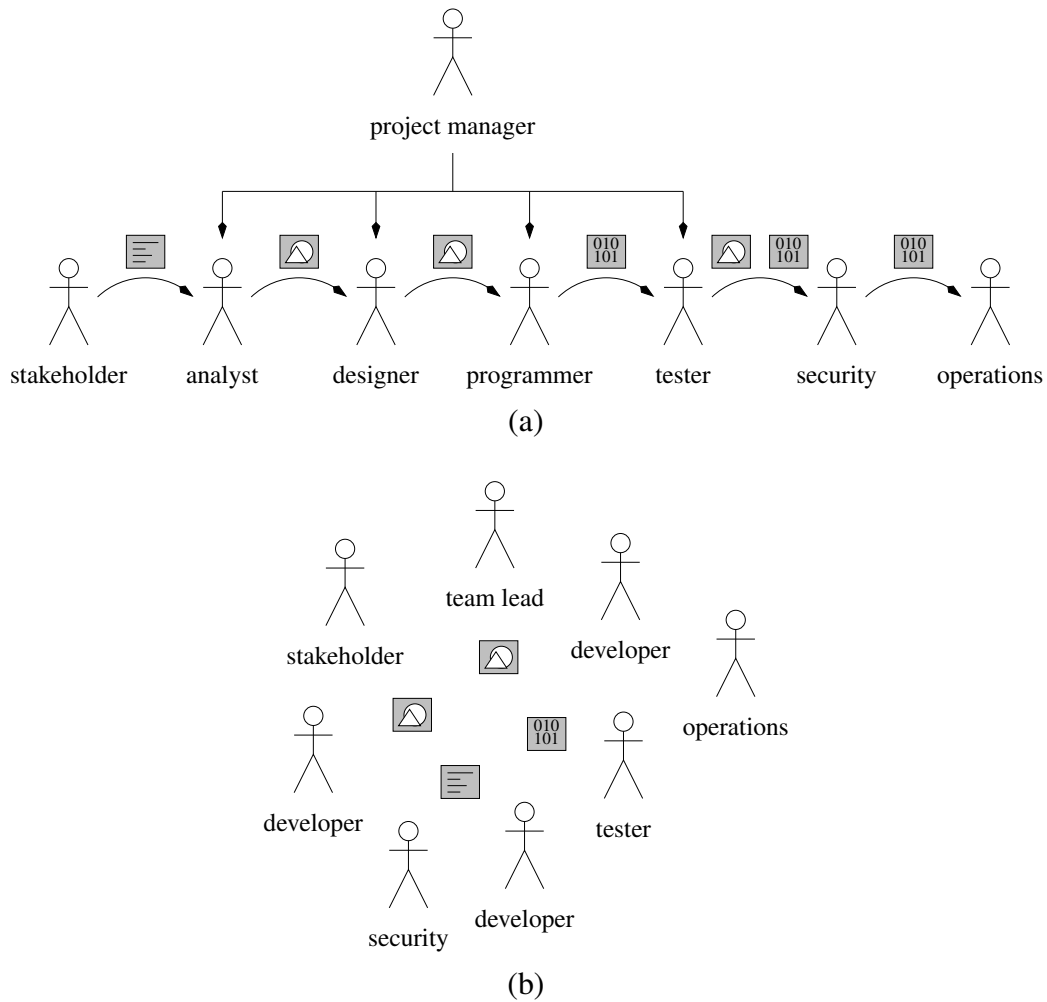 project manager
010
101
010
101
010
101
stakeholder analyst designer programmer tester security operations
(a)
team lead
developer
stakeholder
operations
010
101
developer
tester
developer
security
(b)